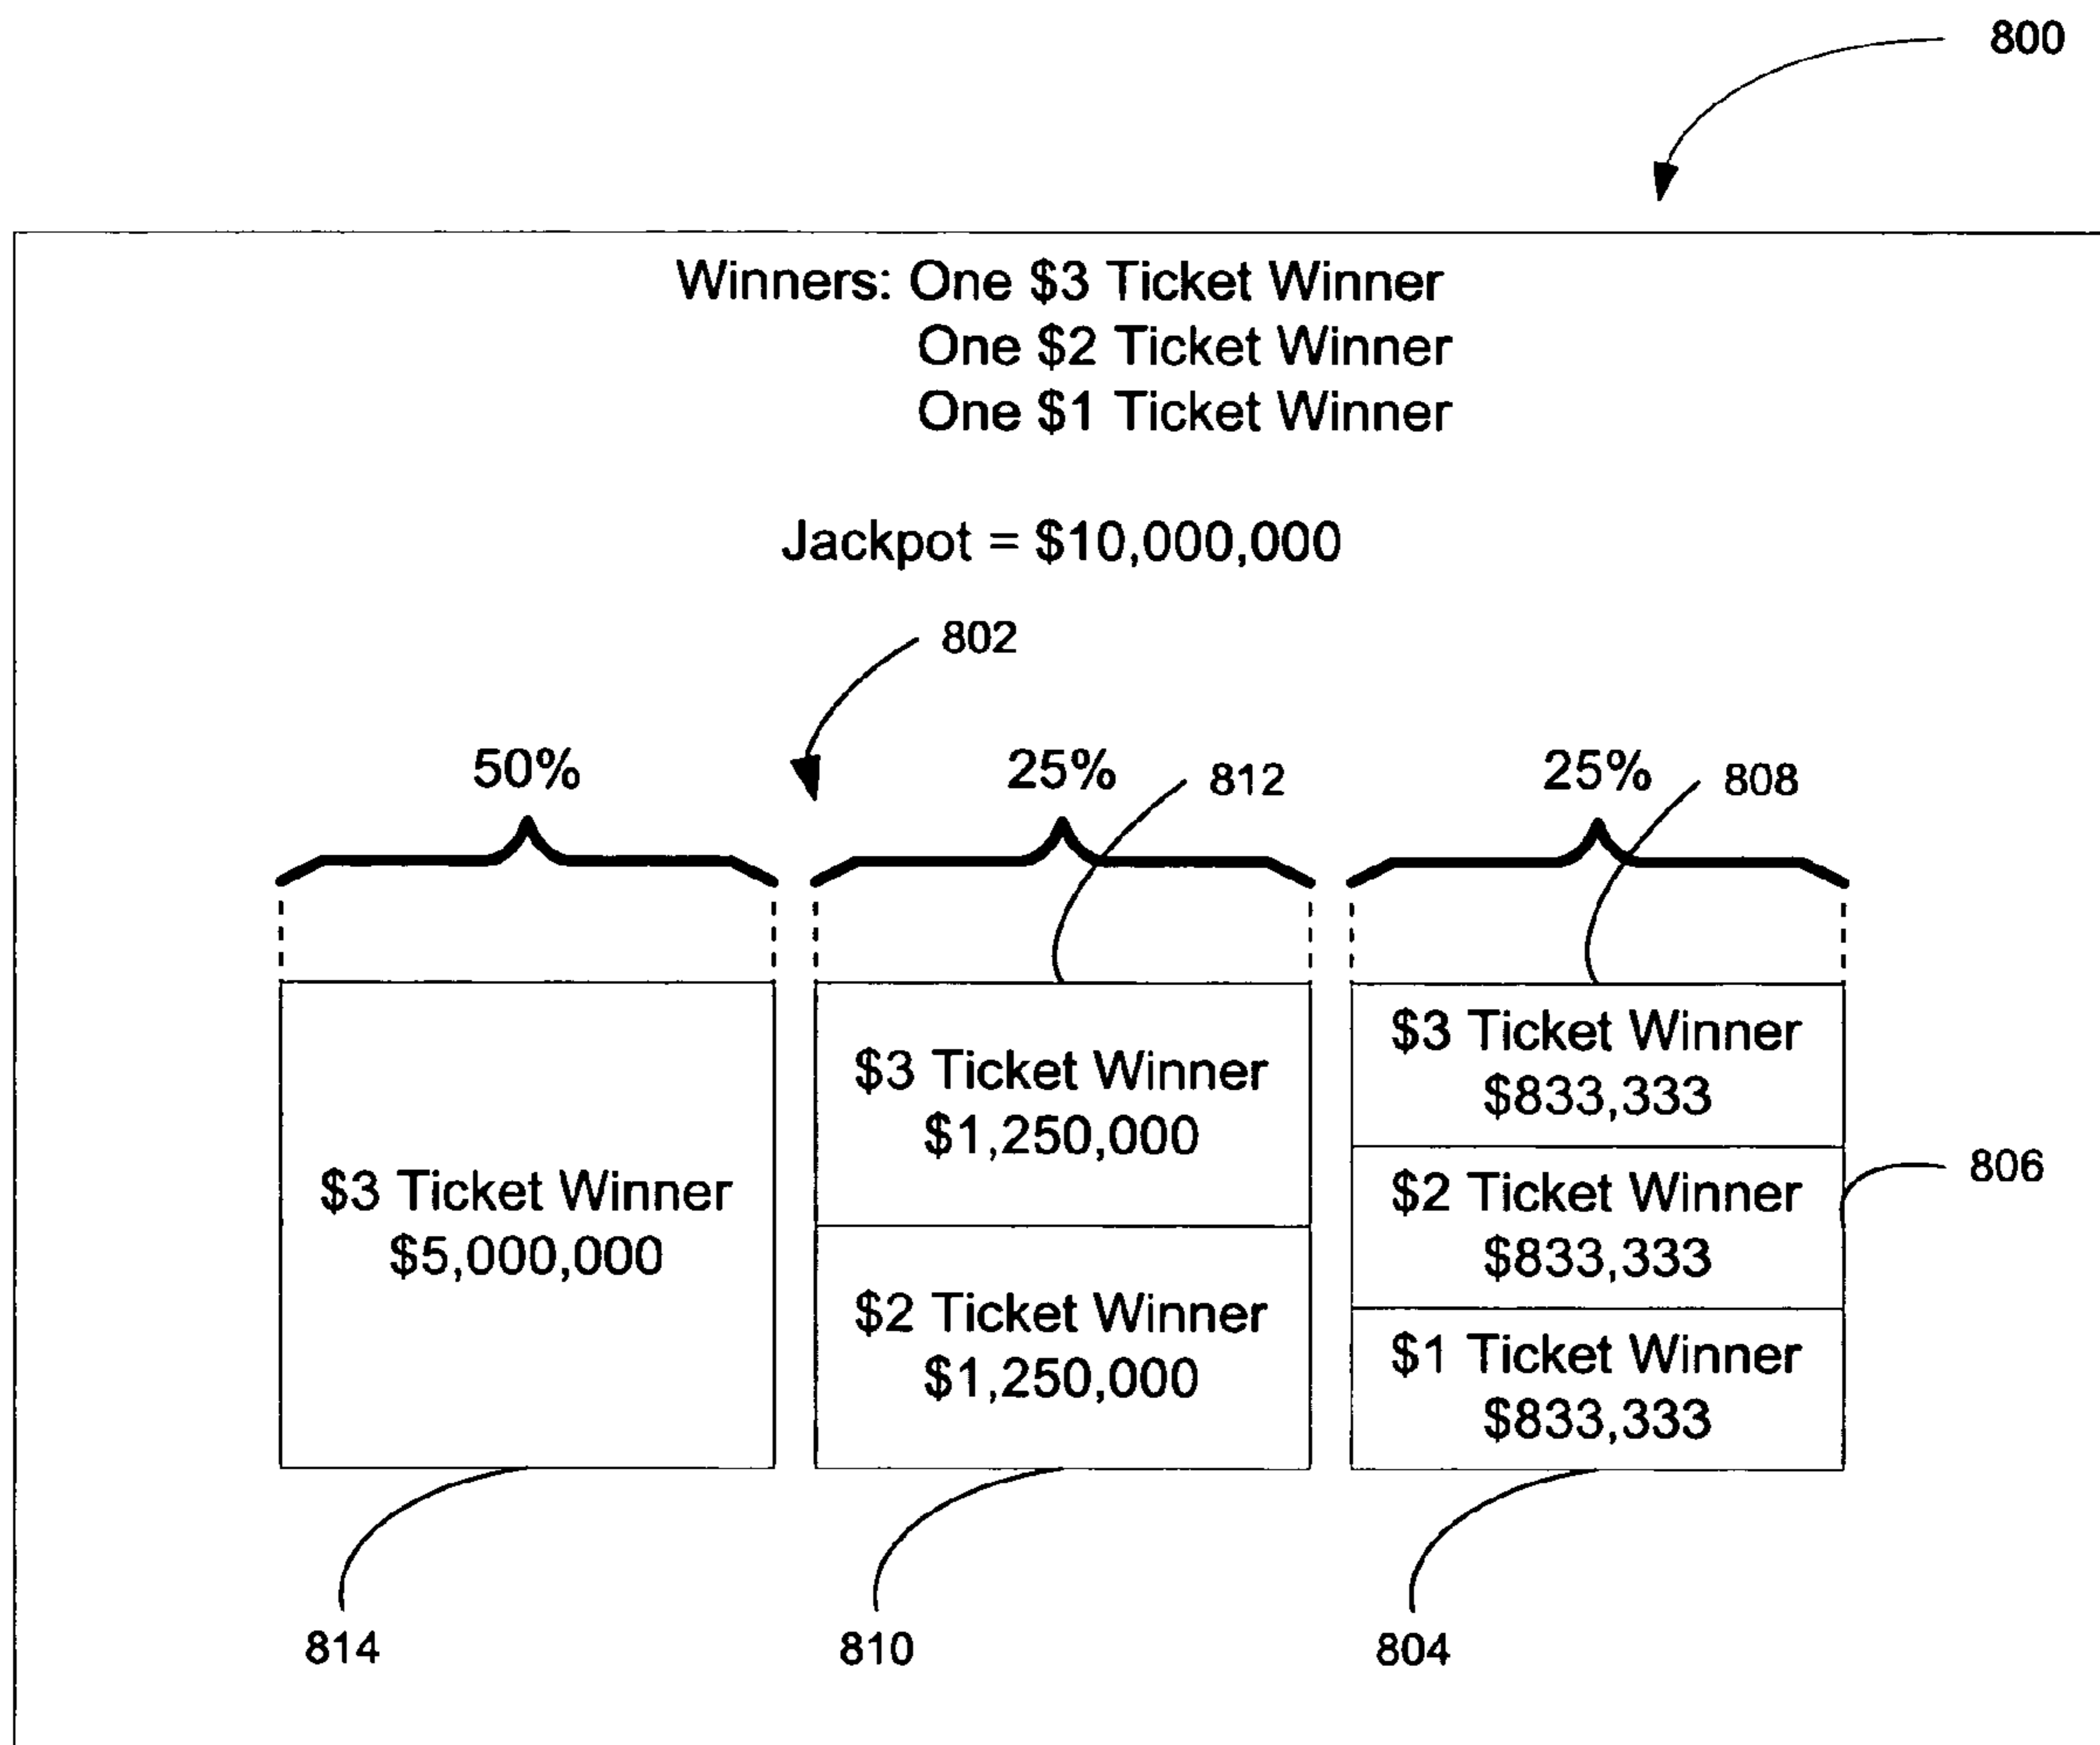 800
Winners: One $3 Ticket Winner
One $2 Ticket Winner
One $1 Ticket Winner
Jackpot = $10,000,000
802
50%
25%
812
25%
808
$3 Ticket Winner
$5,000,000
$3 Ticket Winner
$1,250,000
$2 Ticket Winner
$1,250,000
$3 Ticket Winner
$833,333
$2 Ticket Winner
$833,333
$1 Ticket Winner
$833,333
806
814
810
804